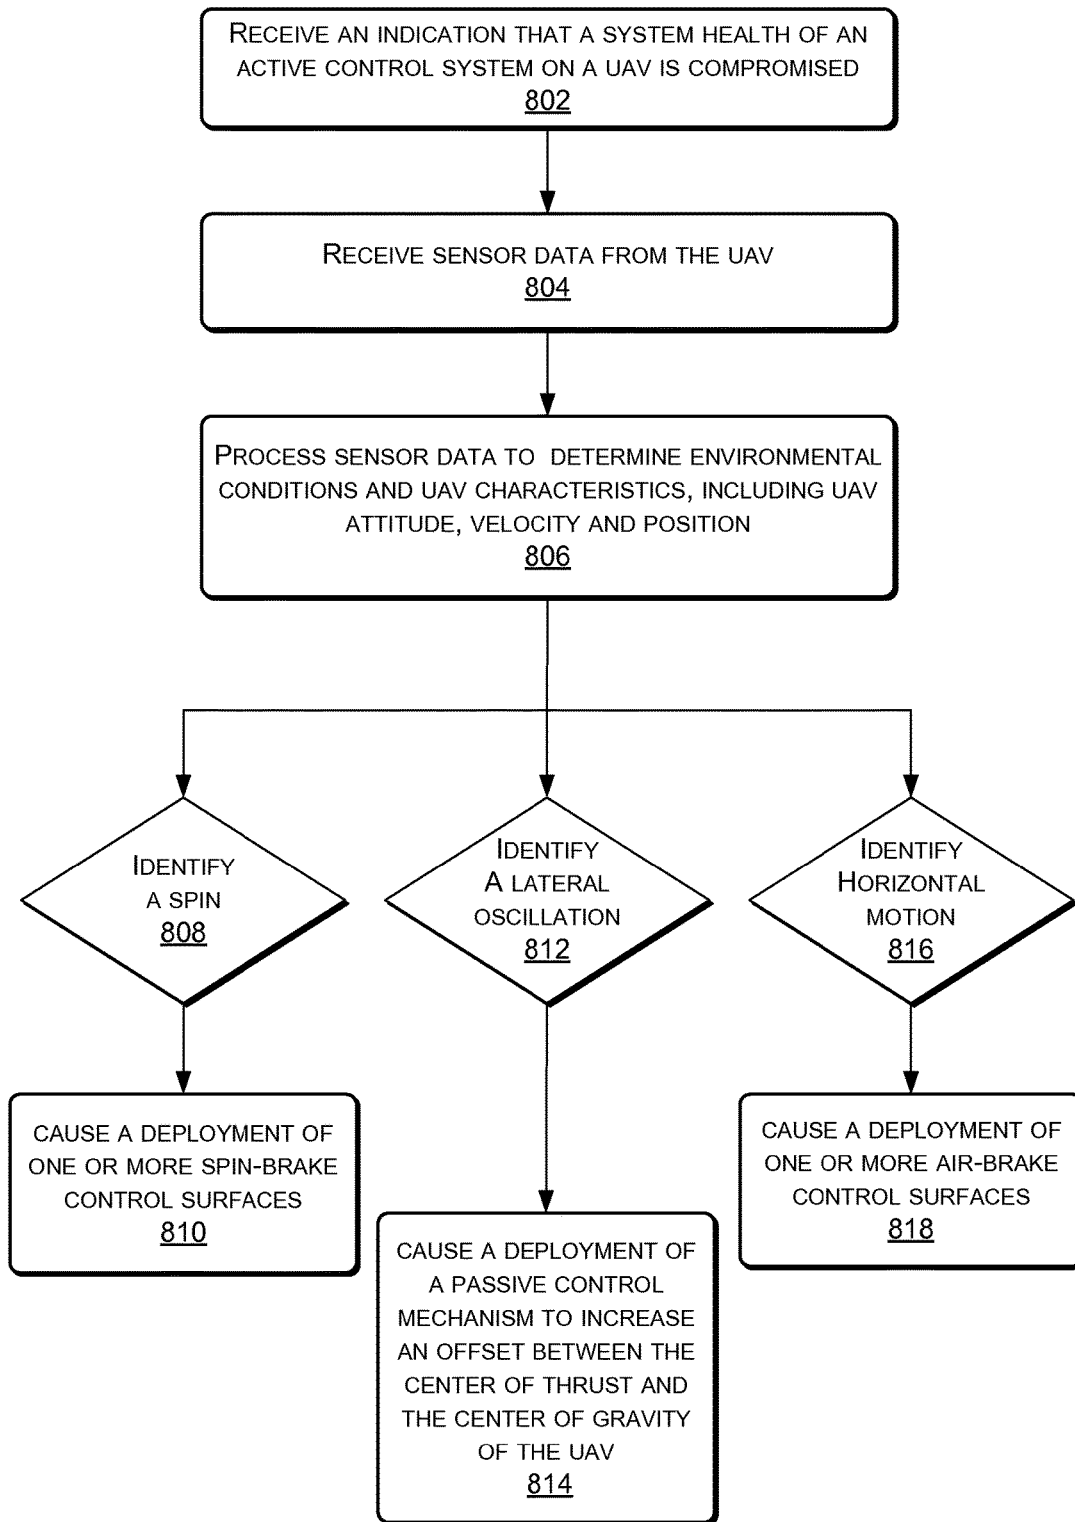 RECEIVE AN INDICATION THAT A SYSTEM HEALTH OF AN
ACTIVE CONTROL SYSTEM ON A UAV IS COMPROMISED
802
RECEIVE SENSOR DATA FROM THE UAV
804
PROCESS SENSOR DATA TO DETERMINE ENVIRONMENTAL
CONDITIONS AND UAV CHARACTERISTICS, INCLUDING UAV
ATTITUDE, VELOCITY AND POSITION
806
IDENTIFY
A SPIN
808
IDENTIFY
A LATERAL
OSCILLATION
812
IDENTIFY
HORIZONTAL
MOTION
816
CAUSE A DEPLOYMENT OF
ONE OR MORE SPIN-BRAKE
CONTROL SURFACES
810
CAUSE A DEPLOYMENT OF
A PASSIVE CONTROL
MECHANISM TO INCREASE
AN OFFSET BETWEEN THE
CENTER OF THRUST AND
THE CENTER OF GRAVITY
OF THE UAV
814
CAUSE A DEPLOYMENT OF
ONE OR MORE AIR-BRAKE
CONTROL SURFACES
818